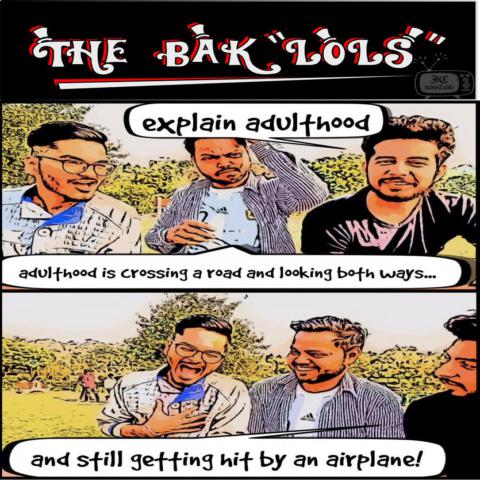 THE BAK "LOLS"
explain adulthood
adulthood is crossing a road and looking both ways...
and still getting hit by an airplane!